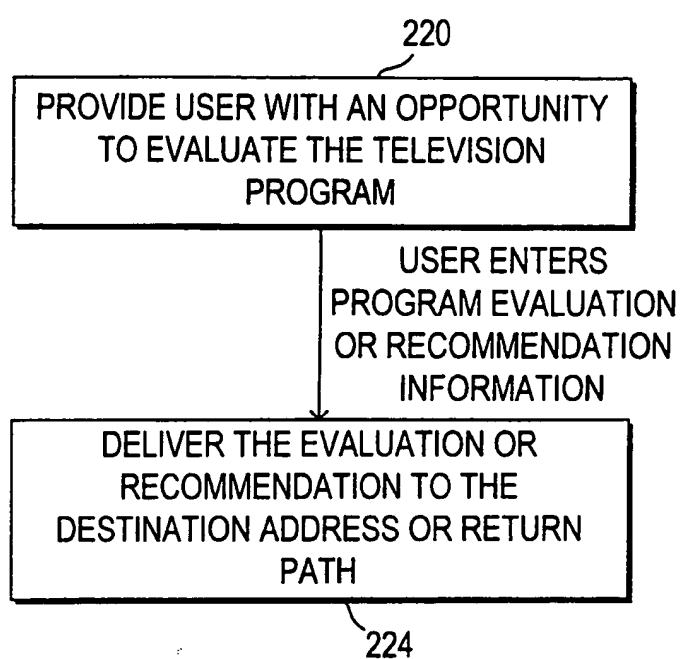 220
PROVIDE USER WITH AN OPPORTUNITY
TO EVALUATE THE TELEVISION
PROGRAM
USER ENTERS
PROGRAM EVALUATION
OR RECOMMENDATION
INFORMATION
DELIVER THE EVALUATION OR
RECOMMENDATION TO THE
DESTINATION ADDRESS OR RETURN
PATH
224